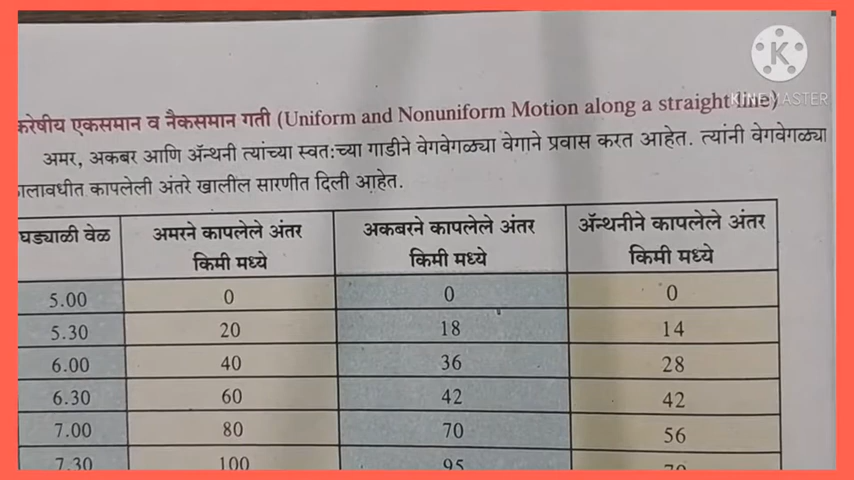 KINEMASTER
करेषीय एकसमान व नैकसमान गती (Uniform and Nonuniform Motion along a straight line)
अमर, अकबर आणि ॲन्थनी त्यांच्या स्वत:च्या गाडीने वेगवेगळ्या वेगाने प्रवास करत आहेत. त्यांनी वेगवेगळ्या
कालावधीत कापलेली अंतरे खालील सारणीत दिली आहेत.
घड्याळी वेळ अमरने कापलेले अंतर किमी मध्ये अकबरने कापलेले अंतर किमी मध्ये ॲन्थनीने कापलेले अंतर किमी मध्ये
5.00 0 0 0
5.30 20 18 14
6.00 40 36 28
6.30 60 42 42
7.00 80 70 56
7.30 100 95 70